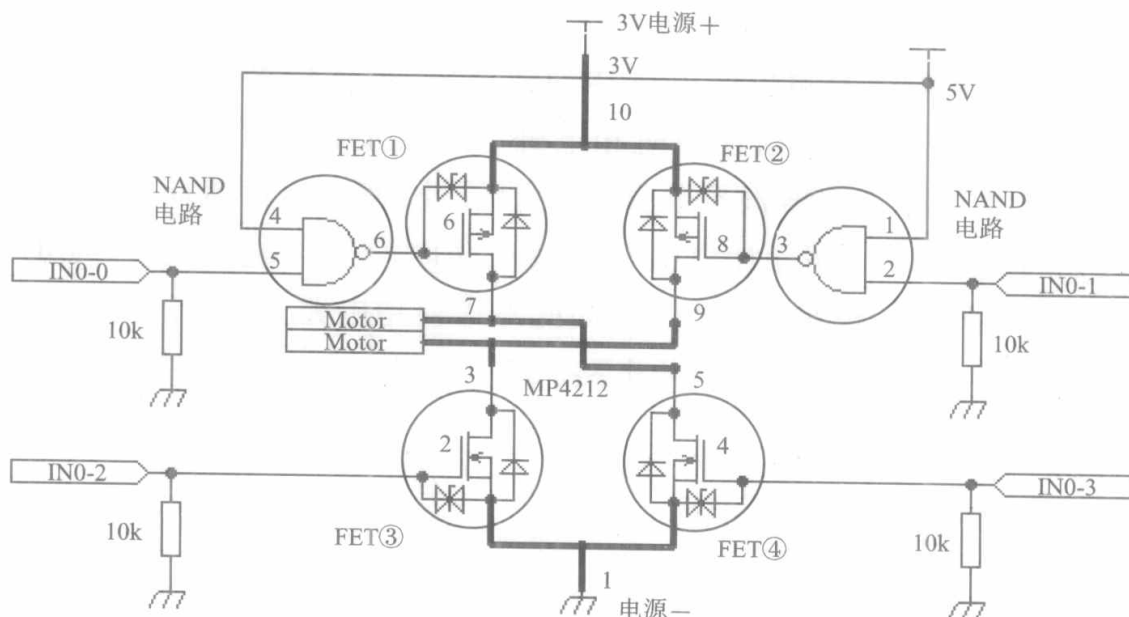 3V电源+
3V
5V
10
FET①
FET②
NAND
电路
NAND
电路
4
6
6
8
3
1
5
2
IN0-0
IN0-1
7
9
Motor
Motor
10k
10k
3
MP4212
5
2
4
IN0-2
IN0-3
10k
FET③
FET④
10k
1
电源－